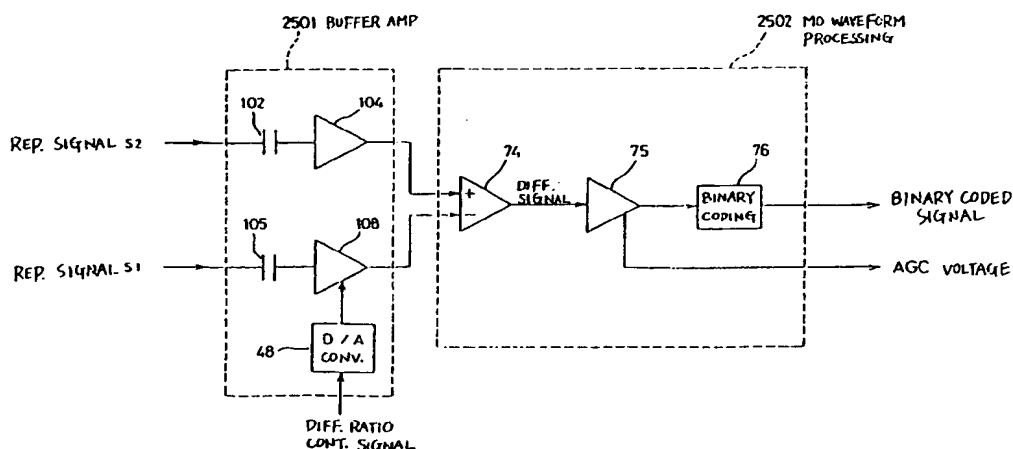 2501 BUFFER AMP
2502 MO WAVEFORM
PROCESSING
102
104
REP. SIGNAL S2
74
75
76
+
-
DIFF.
SIGNAL
BINARY
CODING
BINARY CODED
SIGNAL
105
108
REP. SIGNAL S1
AGC VOLTAGE
48
D/A
CONV.
DIFF. RATIO
CONT. SIGNAL